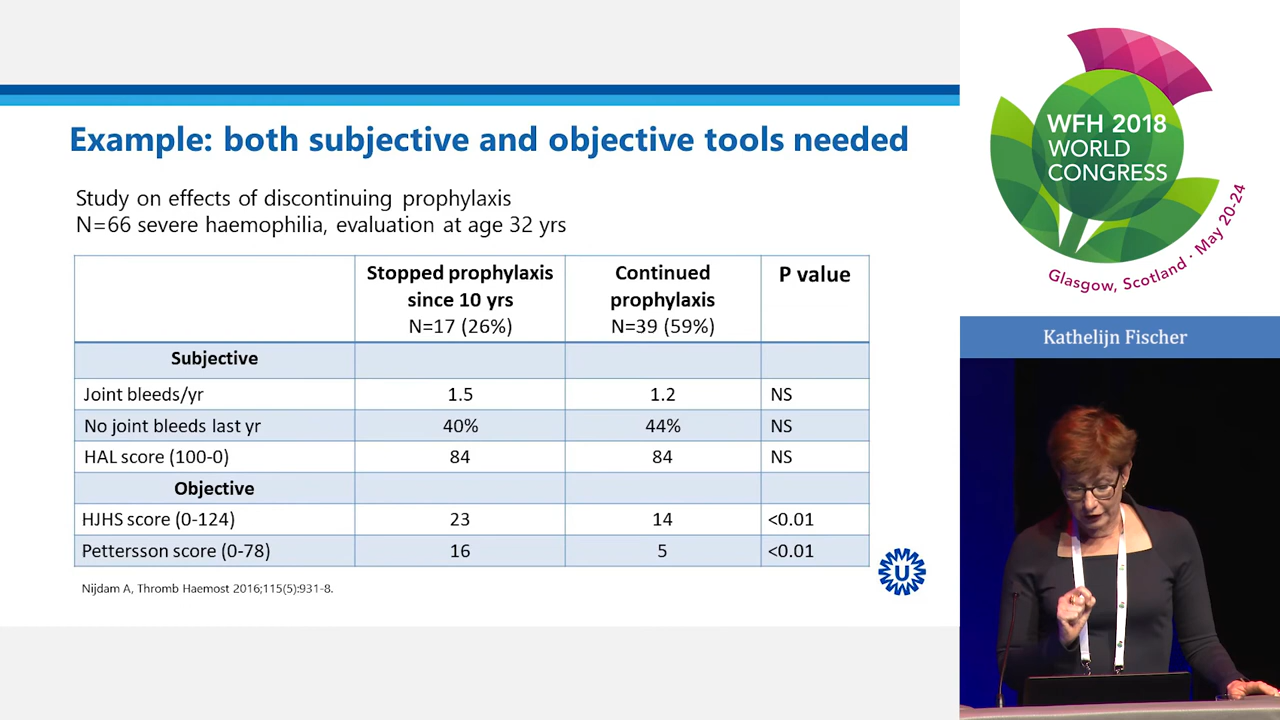 Example: both subjective and objective tools needed
Study on effects of discontinuing prophylaxis
N=66 severe haemophilia, evaluation at age 32 yrs
Stopped prophylaxis since 10 yrs N=17 (26%) Continued prophylaxis N=39 (59%) P value
Subjective
Joint bleeds/yr 1.5 1.2 NS
No joint bleeds last yr 40% 44% NS
HAL score (100-0) 84 84 NS
Objective
HJHS score (0-124) 23 14 <0.01
Pettersson score (0-78) 16 5 <0.01
Nijdam A, Thromb Haemost 2016;115(5):931-8.
U
WFH 2018
WORLD
CONGRESS
Glasgow, Scotland · May 20-24
Kathelijn Fischer